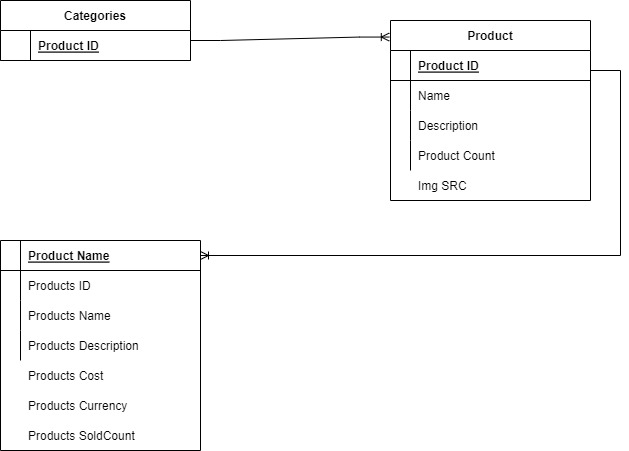 Categories
Product ID
Product
Product ID
Name
Description
Product Count
Img SRC
Product Name
Products ID
Products Name
Products Description
Products Cost
Products Currency
Products SoldCount